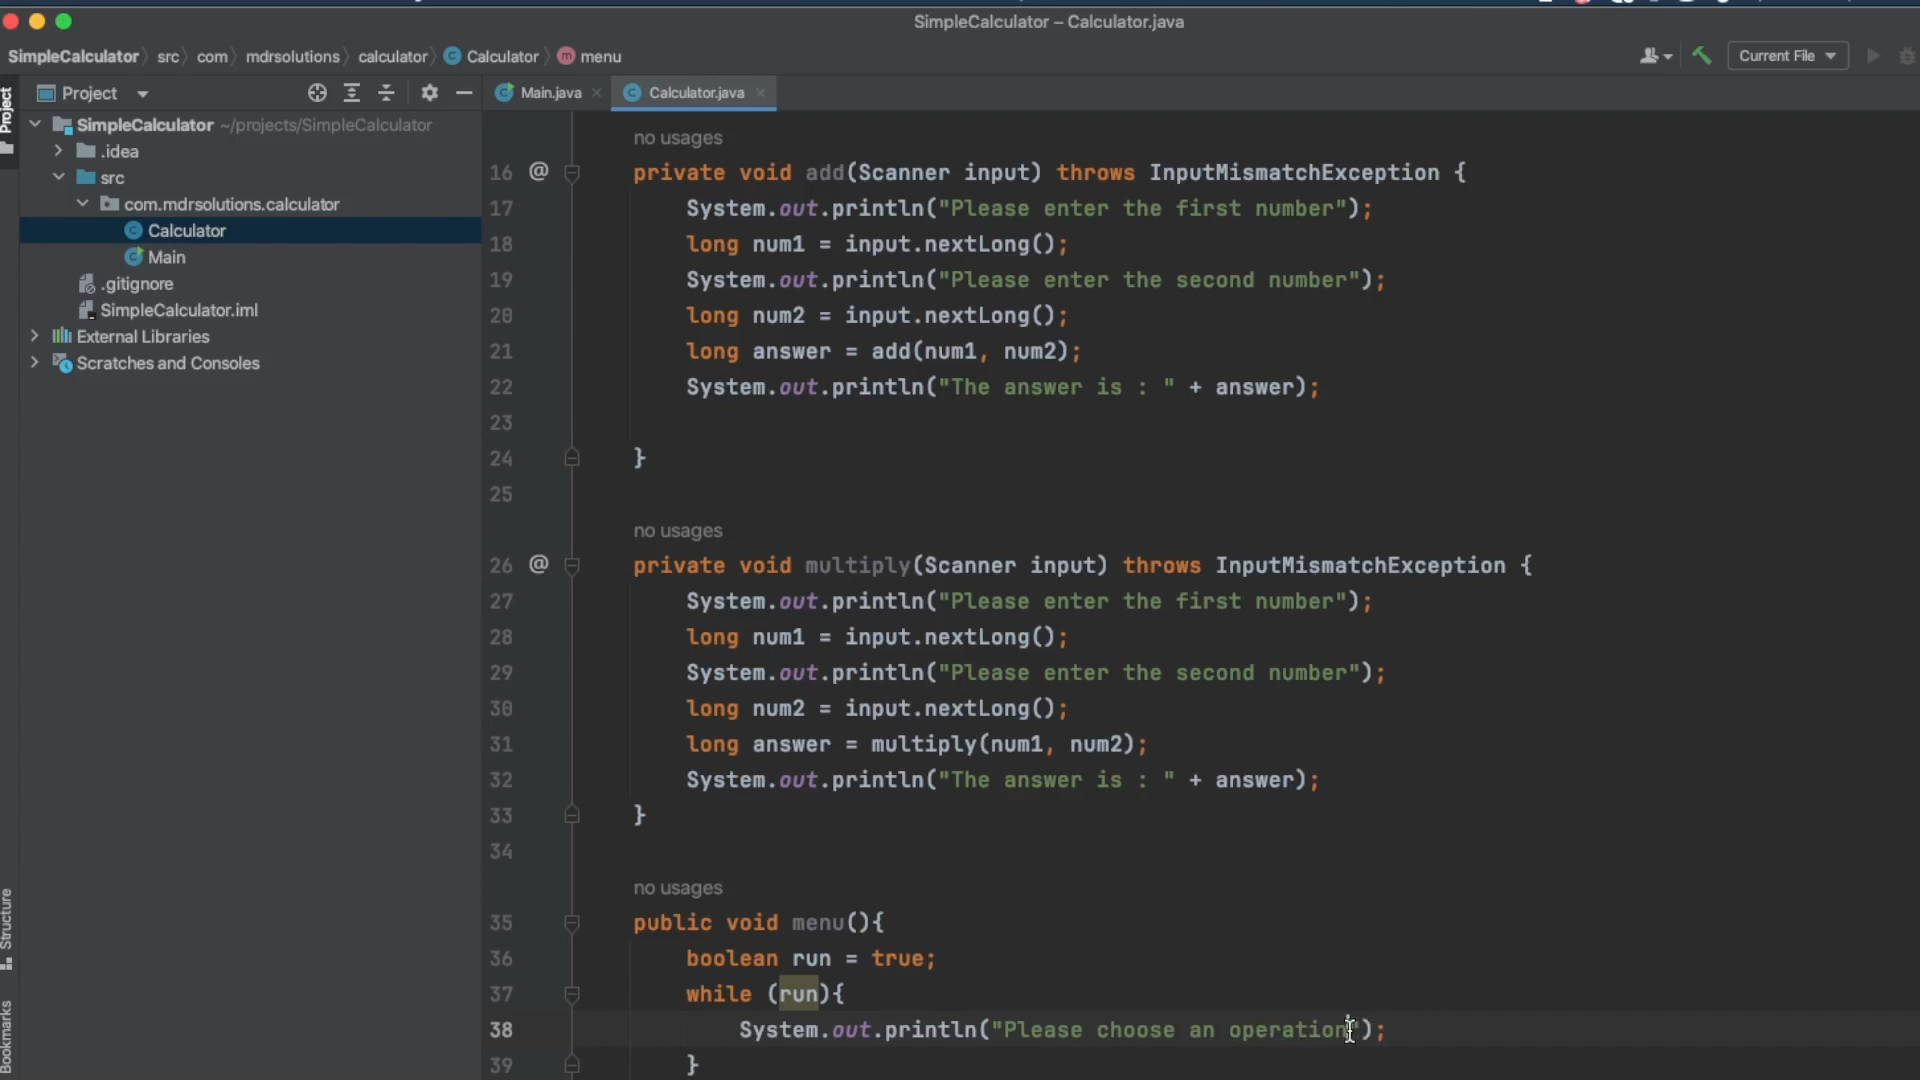 SimpleCalculator – Calculator.java
SimpleCalculator src com mdrsolutions calculator Calculator menu
Current File
Project
Project
Main.java
Calculator.java
SimpleCalculator ~/projects/SimpleCalculator
.idea
src
com.mdrsolutions.calculator
Calculator
Main
.gitignore
SimpleCalculator.iml
External Libraries
Scratches and Consoles
Structure
Bookmarks
no usages
16 @ private void add(Scanner input) throws InputMismatchException {
17 System.out.println("Please enter the first number");
18 long num1 = input.nextLong();
19 System.out.println("Please enter the second number");
20 long num2 = input.nextLong();
21 long answer = add(num1, num2);
22 System.out.println("The answer is : " + answer);
23
24 }
25
no usages
26 @ private void multiply(Scanner input) throws InputMismatchException {
27 System.out.println("Please enter the first number");
28 long num1 = input.nextLong();
29 System.out.println("Please enter the second number");
30 long num2 = input.nextLong();
31 long answer = multiply(num1, num2);
32 System.out.println("The answer is : " + answer);
33 }
34
no usages
35 public void menu(){
36 boolean run = true;
37 while (run){
38 System.out.println("Please choose an operation");
39 }